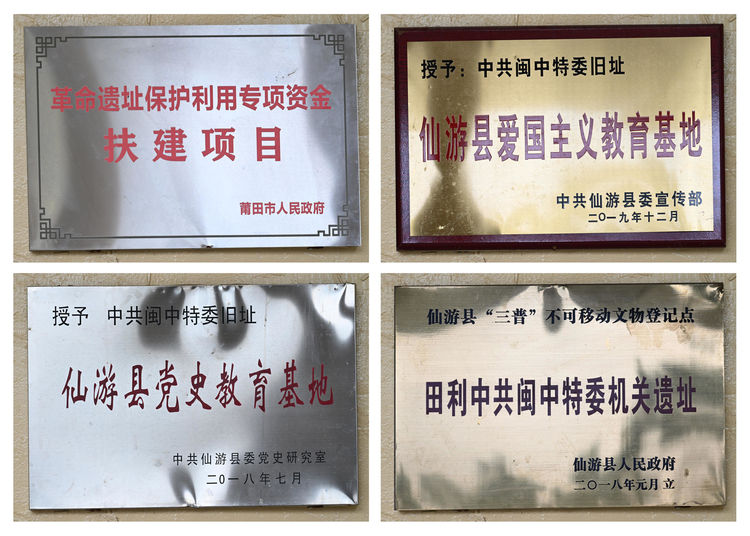 革命遗址保护利用专项资金
扶建项目
莆田市人民政府
授予：中共闽中特委旧址
仙游县爱国主义教育基地
中共仙游县委宣传部
二〇一九年十二月
授予 中共闽中特委旧址
仙游县党史教育基地
中共仙游县委党史研究室
二〇一八年七月
仙游县“三普”不可移动文物登记点
田利中共闽中特委机关遗址
仙游县人民政府
二〇一八年元月立